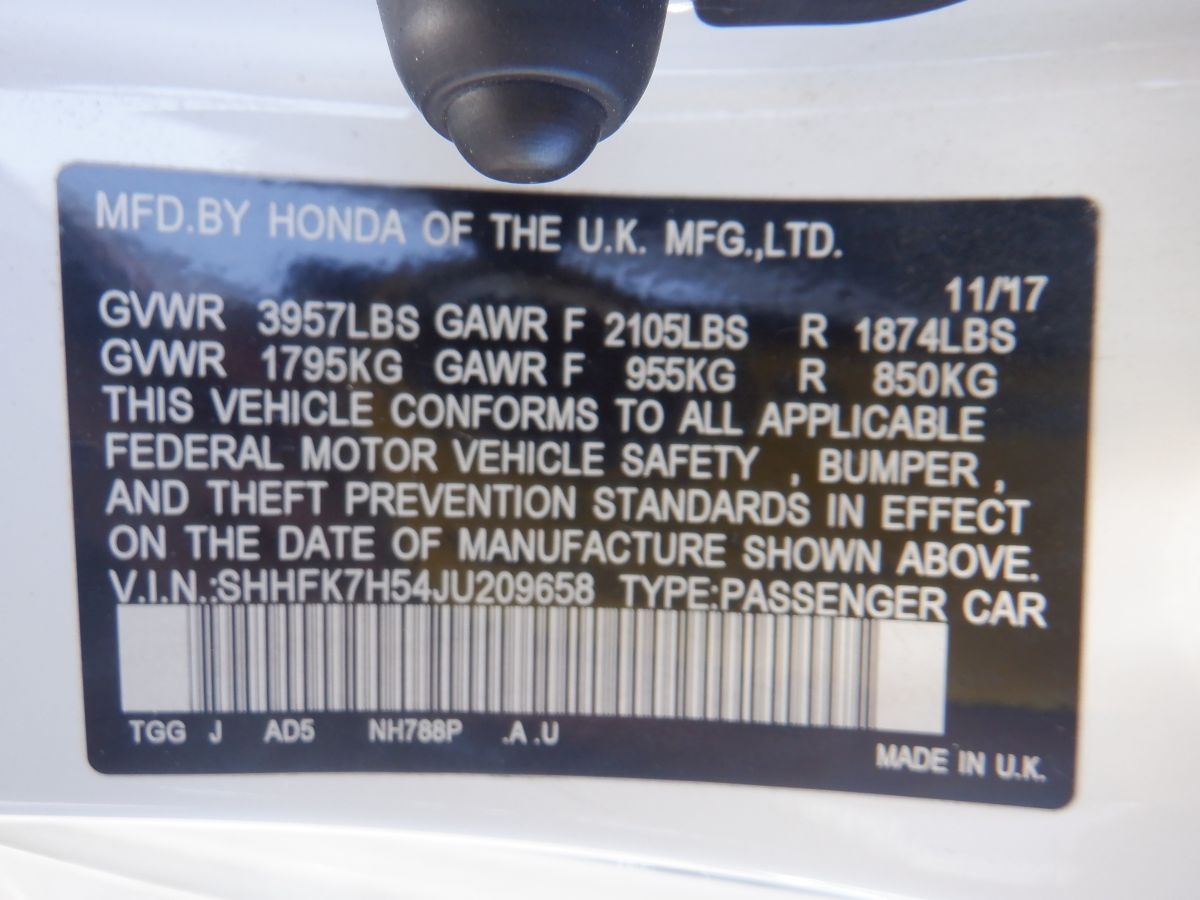 MFD.BY HONDA OF THE U.K. MFG.,LTD.
11/'17
GVWR 3957LBS GAWR F 2105LBS R 1874LBS
GVWR 1795KG GAWR F 955KG R 850KG
THIS VEHICLE CONFORMS TO ALL APPLICABLE
FEDERAL MOTOR VEHICLE SAFETY , BUMPER ,
AND THEFT PREVENTION STANDARDS IN EFFECT
ON THE DATE OF MANUFACTURE SHOWN ABOVE.
V.I.N.:SHHFK7H54JU209658 TYPE:PASSENGER CAR
TGG J AD5 NH788P .A .U
MADE IN U.K.